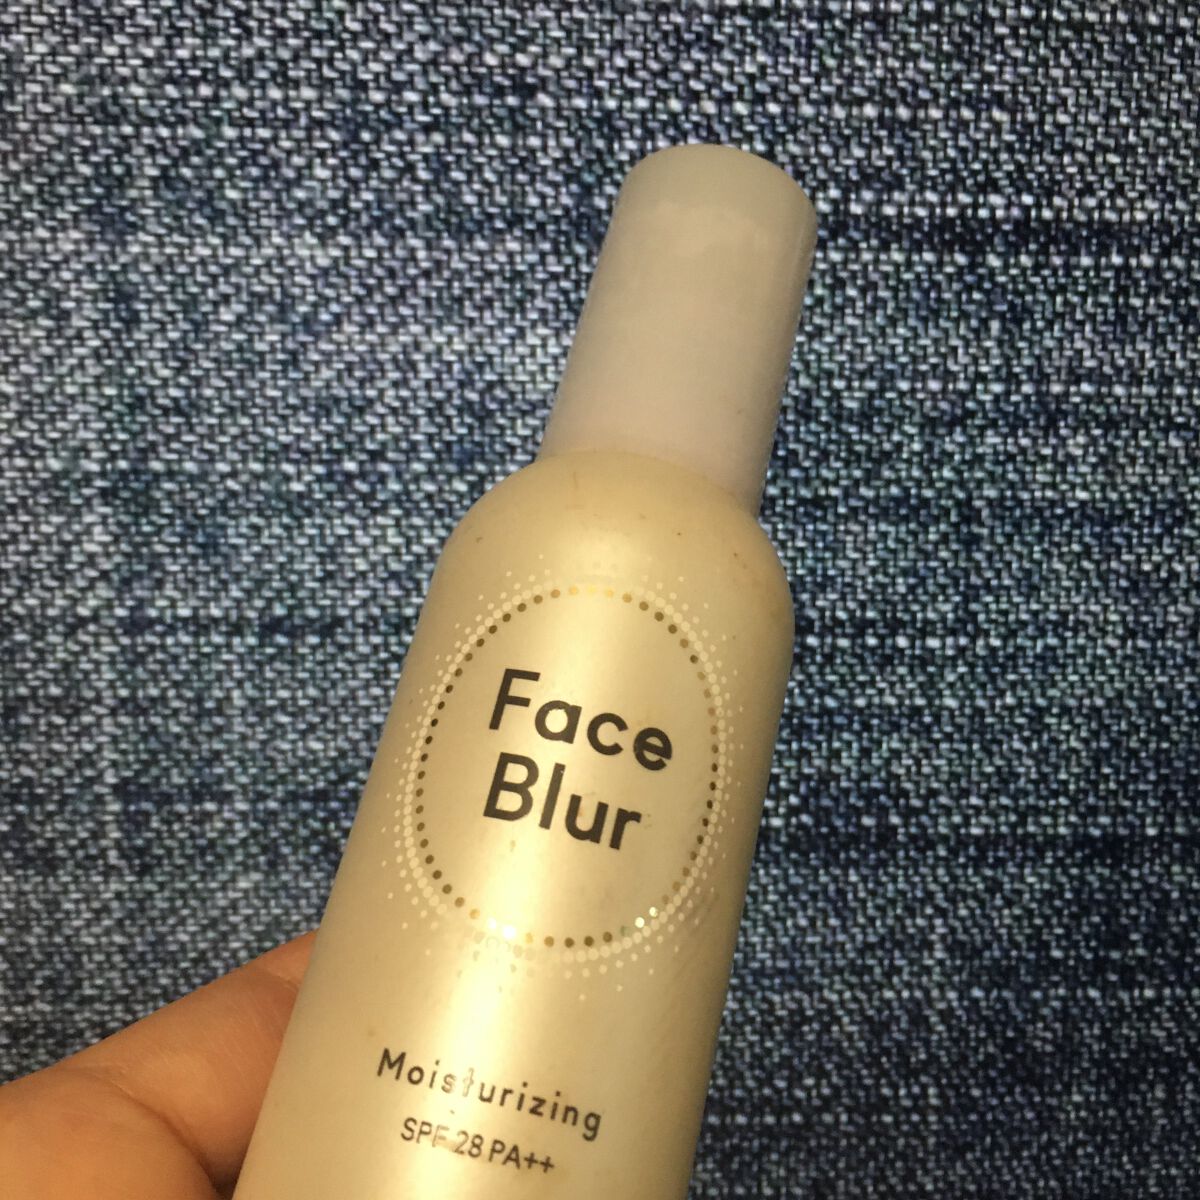 Face
Blur
Moisturizing
SPF 28 PA++